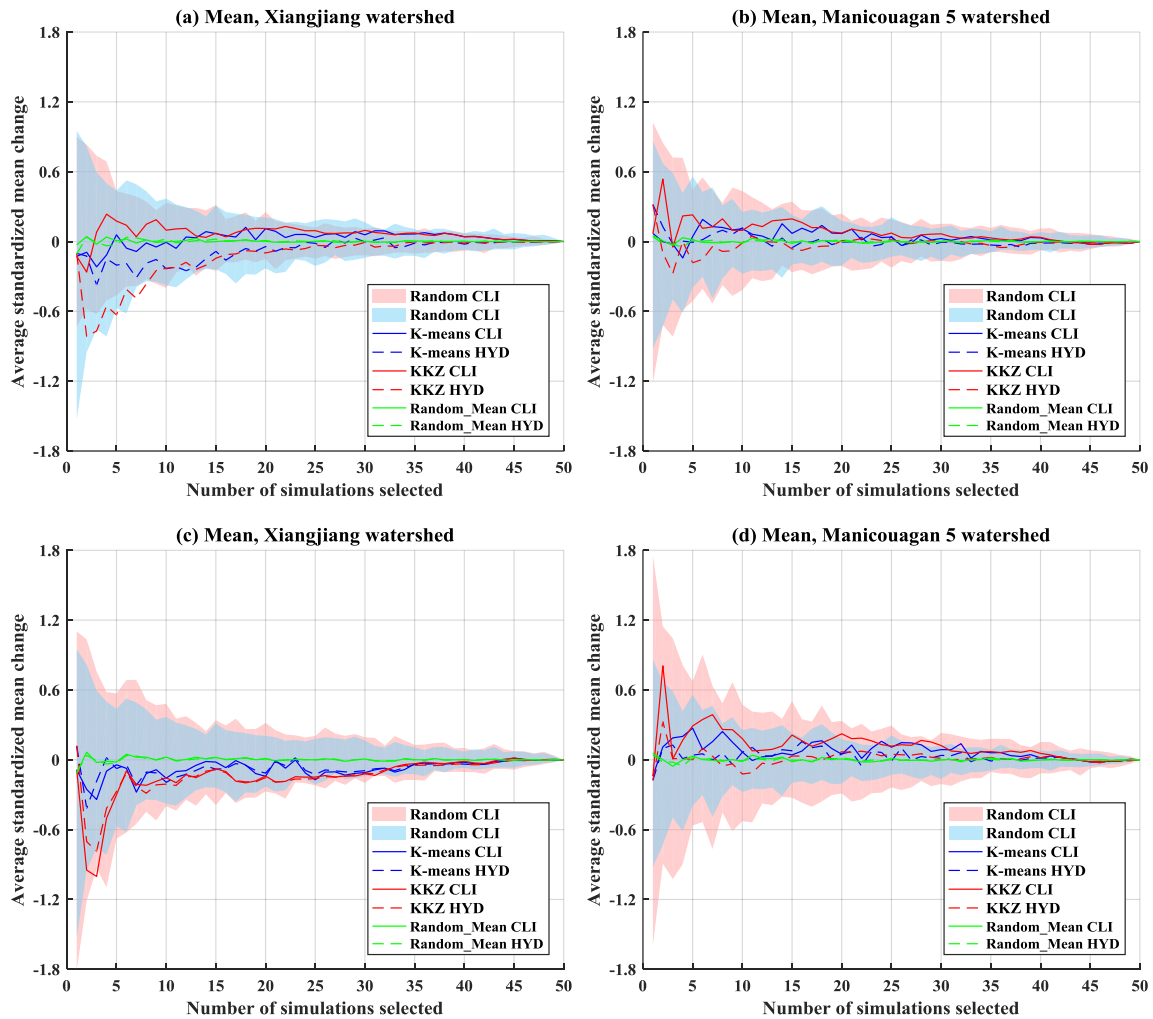 (a) Mean, Xiangjiang watershed
1.8
1.2
0.6
0
-0.6
-1.2
-1.8
Average standardized mean change
0 5 10 15 20 25 30 35 40 45 50
Number of simulations selected
Random CLI
Random CLI
K-means CLI
K-means HYD
KKZ CLI
KKZ HYD
Random_Mean CLI
Random_Mean HYD
(b) Mean, Manicouagan 5 watershed
1.8
1.2
0.6
0
-0.6
-1.2
-1.8
Average standardized mean change
0 5 10 15 20 25 30 35 40 45 50
Number of simulations selected
Random CLI
Random CLI
K-means CLI
K-means HYD
KKZ CLI
KKZ HYD
Random_Mean CLI
Random_Mean HYD
(c) Mean, Xiangjiang watershed
1.8
1.2
0.6
0
-0.6
-1.2
-1.8
Average standardized mean change
0 5 10 15 20 25 30 35 40 45 50
Number of simulations selected
Random CLI
Random CLI
K-means CLI
K-means HYD
KKZ CLI
KKZ HYD
Random_Mean CLI
Random_Mean HYD
(d) Mean, Manicouagan 5 watershed
1.8
1.2
0.6
0
-0.6
-1.2
-1.8
Average standardized mean change
0 5 10 15 20 25 30 35 40 45 50
Number of simulations selected
Random CLI
Random CLI
K-means CLI
K-means HYD
KKZ CLI
KKZ HYD
Random_Mean CLI
Random_Mean HYD